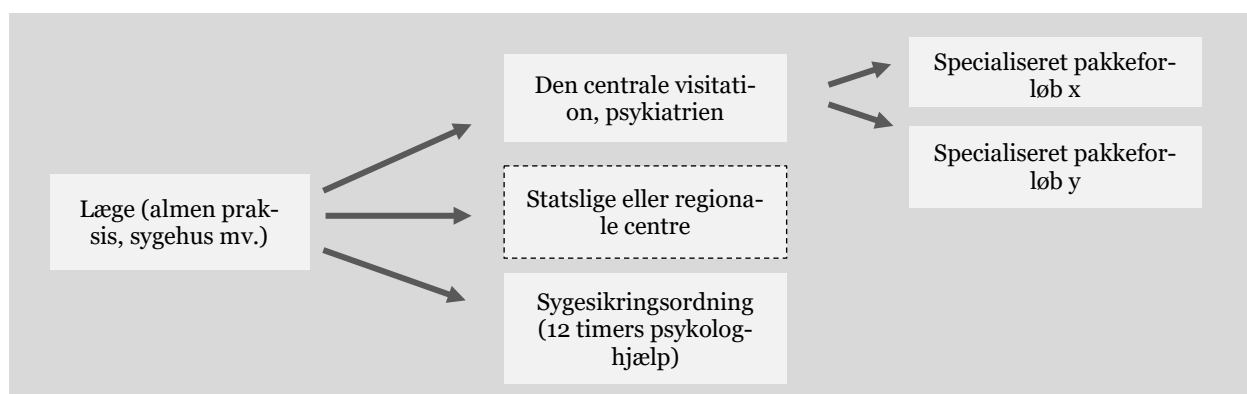 Læge (almen prak-
sis, sygehus mv.)
Den centrale visitati-
on, psykiatrien
Statslige eller regiona-
le centre
Sygesikringsordning
(12 timers psykolog-
hjælp)
Specialiseret pakkefor-
løb x
Specialiseret pakkefor-
løb y